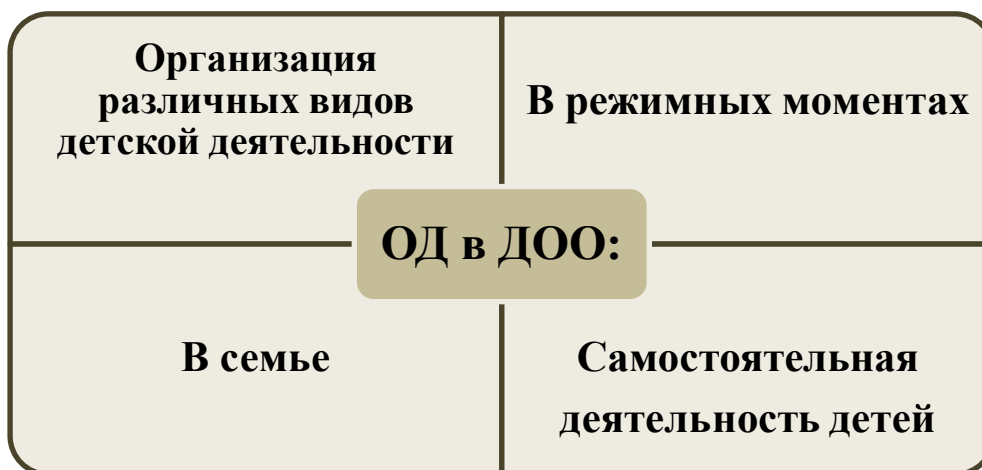 Организация
различных видов
детской деятельности
В режимных моментах
ОД в ДОО:
В семье
Самостоятельная
деятельность детей